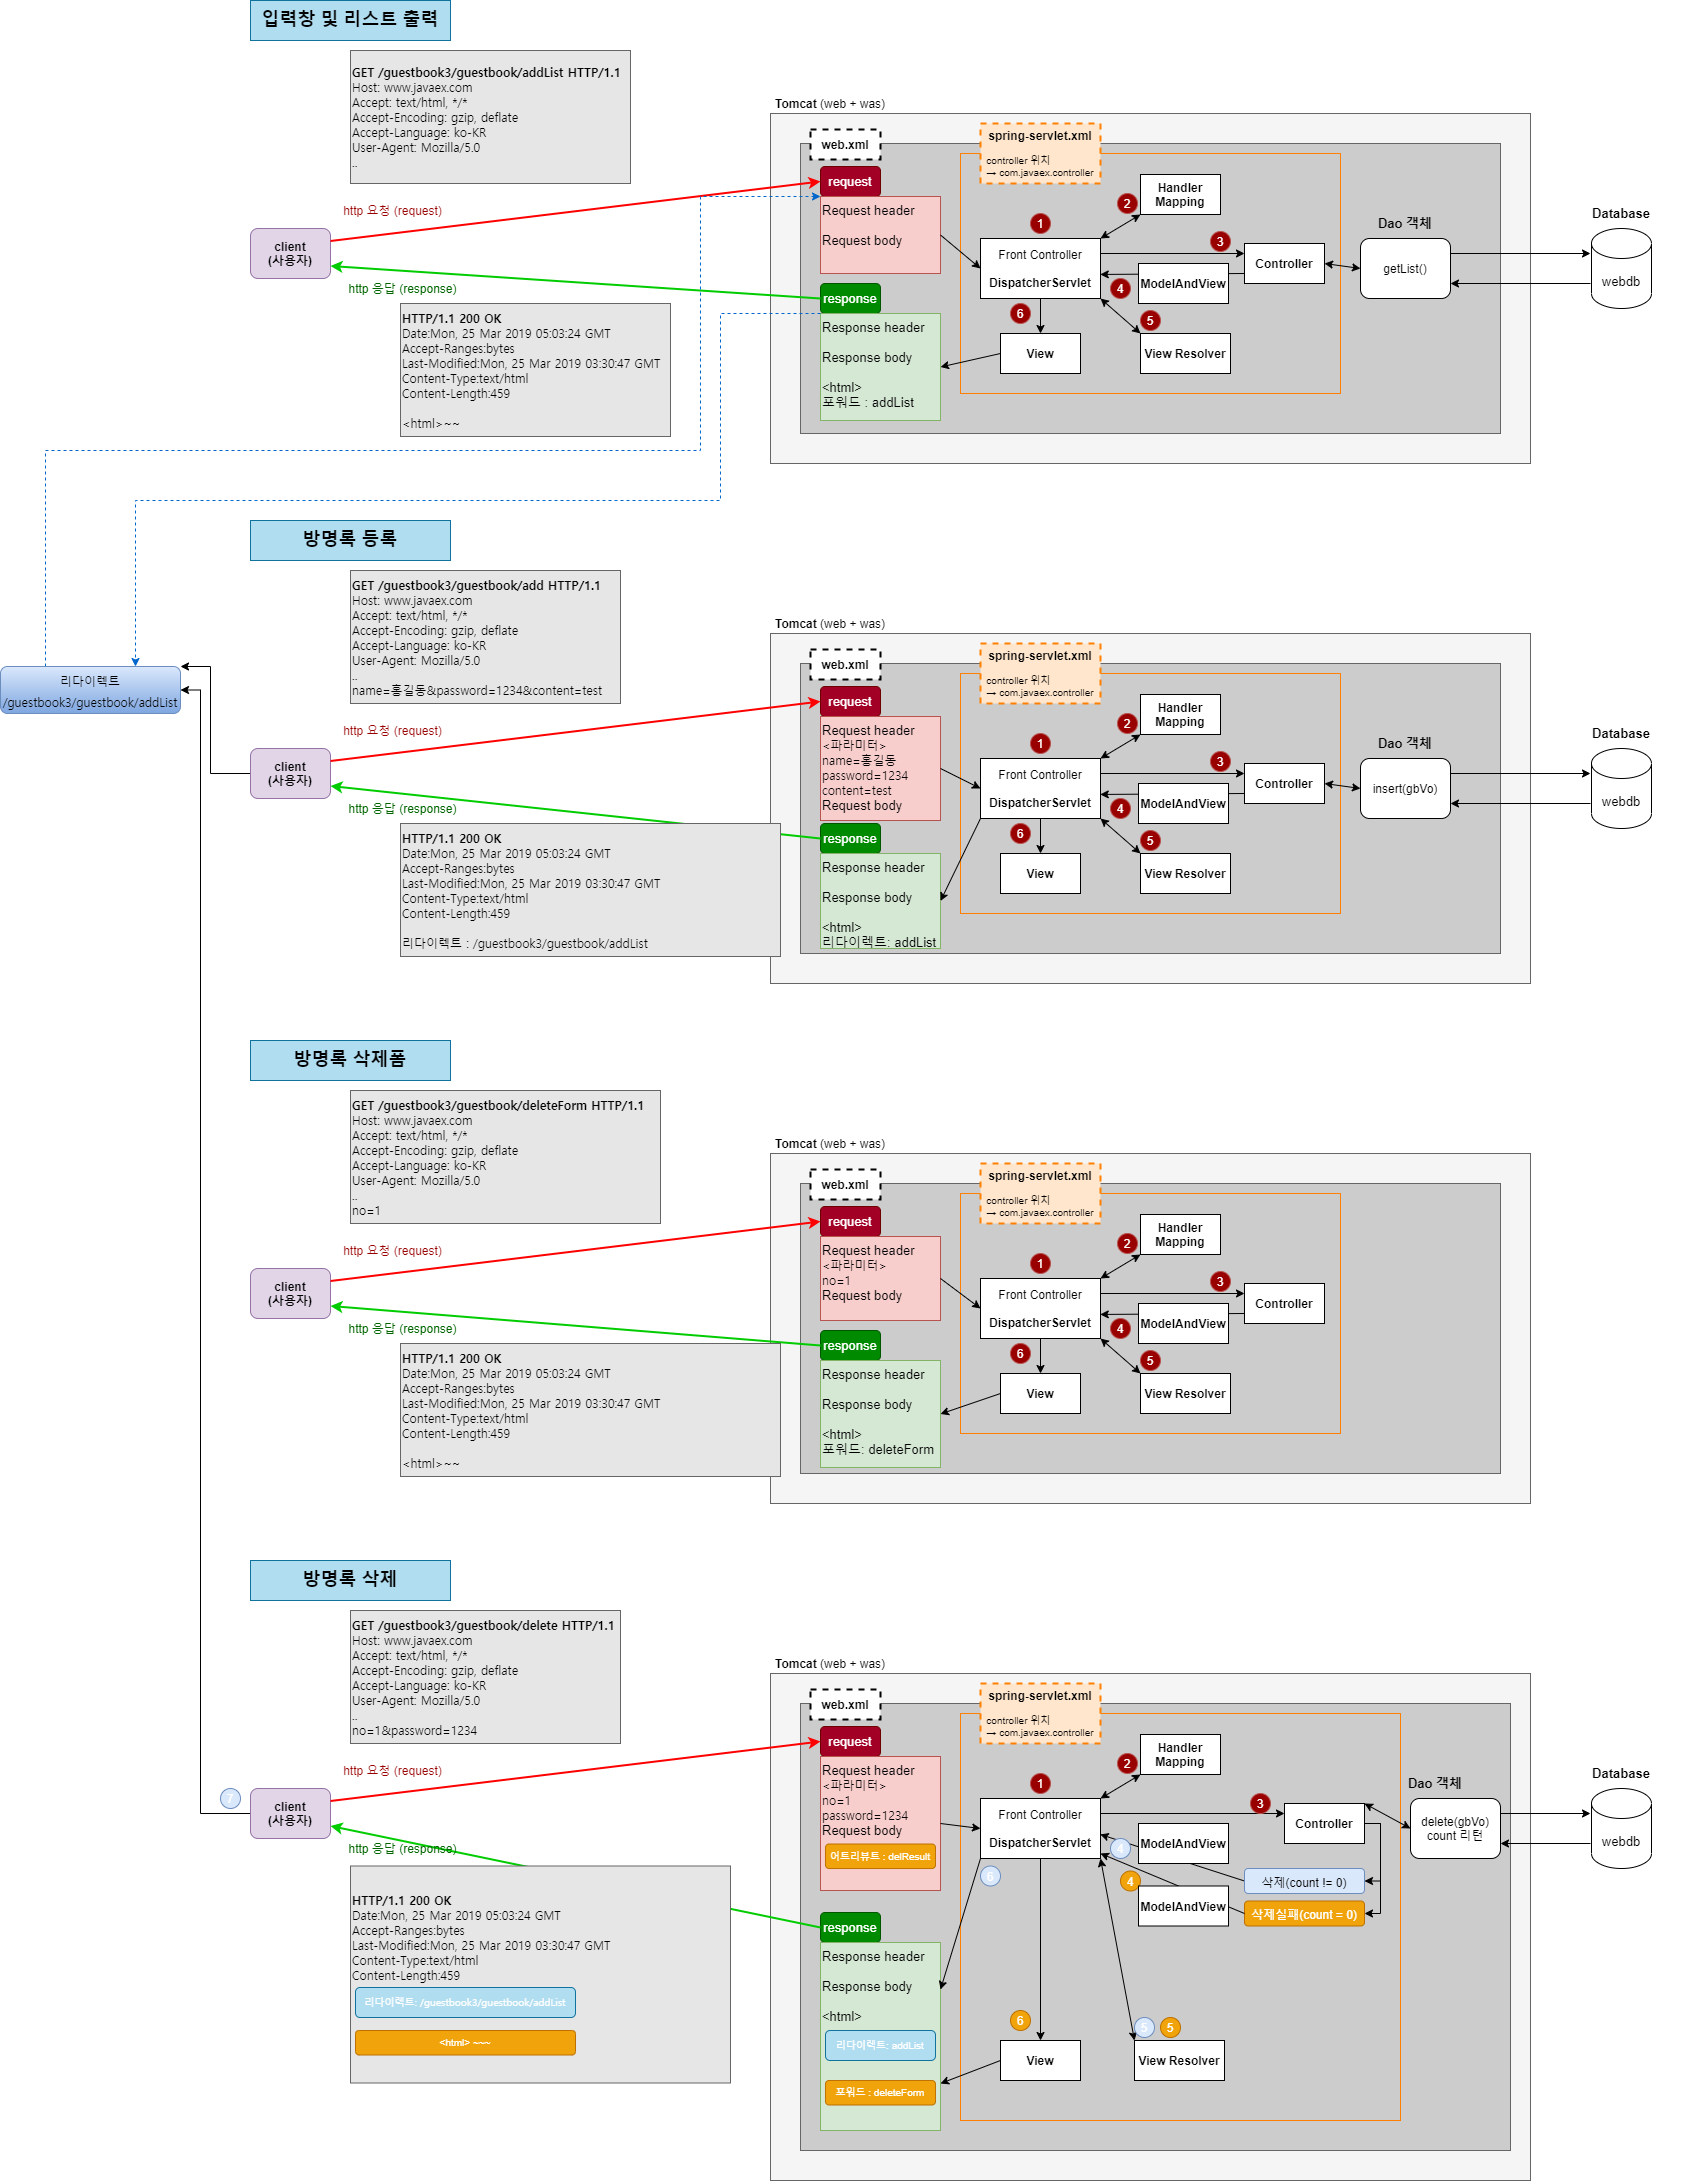 입력창 및 리스트 출력
GET /guestbook3/guestbook/addList HTTP/1.1
Host: www.javaex.com
Accept: text/html, */*
Accept-Encoding: gzip, deflate
Accept-Language: ko-KR
User-Agent: Mozilla/5.0
..
http 요청 (request)
client
(사용자)
http 응답 (response)
HTTP/1.1 200 OK
Date:Mon, 25 Mar 2019 05:03:24 GMT
Accept-Ranges:bytes
Last-Modified:Mon, 25 Mar 2019 03:30:47 GMT
Content-Type:text/html
Content-Length:459
<html>~~
Tomcat (web + was)
web.xml
spring-servlet.xml
controller 위치
→ com.javaex.controller
request
Request header
Request body
response
Response header
Response body
<html>
포워드 : addList
1
Front Controller
DispatcherServlet
2
Handler
Mapping
3
Controller
4
ModelAndView
5
View Resolver
6
View
Dao 객체
getList()
Database
webdb
방명록 등록
GET /guestbook3/guestbook/add HTTP/1.1
Host: www.javaex.com
Accept: text/html, */*
Accept-Encoding: gzip, deflate
Accept-Language: ko-KR
User-Agent: Mozilla/5.0
..
name=홍길동&password=1234&content=test
리다이렉트
/guestbook3/guestbook/addList
http 요청 (request)
client
(사용자)
http 응답 (response)
HTTP/1.1 200 OK
Date:Mon, 25 Mar 2019 05:03:24 GMT
Accept-Ranges:bytes
Last-Modified:Mon, 25 Mar 2019 03:30:47 GMT
Content-Type:text/html
Content-Length:459
리다이렉트 : /guestbook3/guestbook/addList
Tomcat (web + was)
web.xml
spring-servlet.xml
controller 위치
→ com.javaex.controller
request
Request header
<파라미터>
name=홍길동
password=1234
content=test
Request body
response
Response header
Response body
<html>
리다이렉트: addList
1
Front Controller
DispatcherServlet
2
Handler
Mapping
3
Controller
4
ModelAndView
5
View Resolver
6
View
Dao 객체
insert(gbVo)
Database
webdb
방명록 삭제폼
GET /guestbook3/guestbook/deleteForm HTTP/1.1
Host: www.javaex.com
Accept: text/html, */*
Accept-Encoding: gzip, deflate
Accept-Language: ko-KR
User-Agent: Mozilla/5.0
..
no=1
http 요청 (request)
client
(사용자)
http 응답 (response)
HTTP/1.1 200 OK
Date:Mon, 25 Mar 2019 05:03:24 GMT
Accept-Ranges:bytes
Last-Modified:Mon, 25 Mar 2019 03:30:47 GMT
Content-Type:text/html
Content-Length:459
<html>~~
Tomcat (web + was)
web.xml
spring-servlet.xml
controller 위치
→ com.javaex.controller
request
Request header
<파라미터>
no=1
Request body
response
Response header
Response body
<html>
포워드: deleteForm
1
Front Controller
DispatcherServlet
2
Handler
Mapping
3
Controller
4
ModelAndView
5
View Resolver
6
View
방명록 삭제
GET /guestbook3/guestbook/delete HTTP/1.1
Host: www.javaex.com
Accept: text/html, */*
Accept-Encoding: gzip, deflate
Accept-Language: ko-KR
User-Agent: Mozilla/5.0
..
no=1&password=1234
http 요청 (request)
7
client
(사용자)
http 응답 (response)
HTTP/1.1 200 OK
Date:Mon, 25 Mar 2019 05:03:24 GMT
Accept-Ranges:bytes
Last-Modified:Mon, 25 Mar 2019 03:30:47 GMT
Content-Type:text/html
Content-Length:459
리다이렉트: /guestbook3/guestbook/addList
<html> ~~~
Tomcat (web + was)
web.xml
spring-servlet.xml
controller 위치
→ com.javaex.controller
request
Request header
<파라미터>
no=1
password=1234
Request body
어트리뷰트 : delResult
response
Response header
Response body
<html>
리다이렉트: addList
포워드 : deleteForm
1
Front Controller
DispatcherServlet
2
Handler
Mapping
3
Controller
4
ModelAndView
삭제(count != 0)
4
ModelAndView
삭제실패(count = 0)
6
6
View
5
5
View Resolver
Dao 객체
delete(gbVo)
count 리턴
Database
webdb